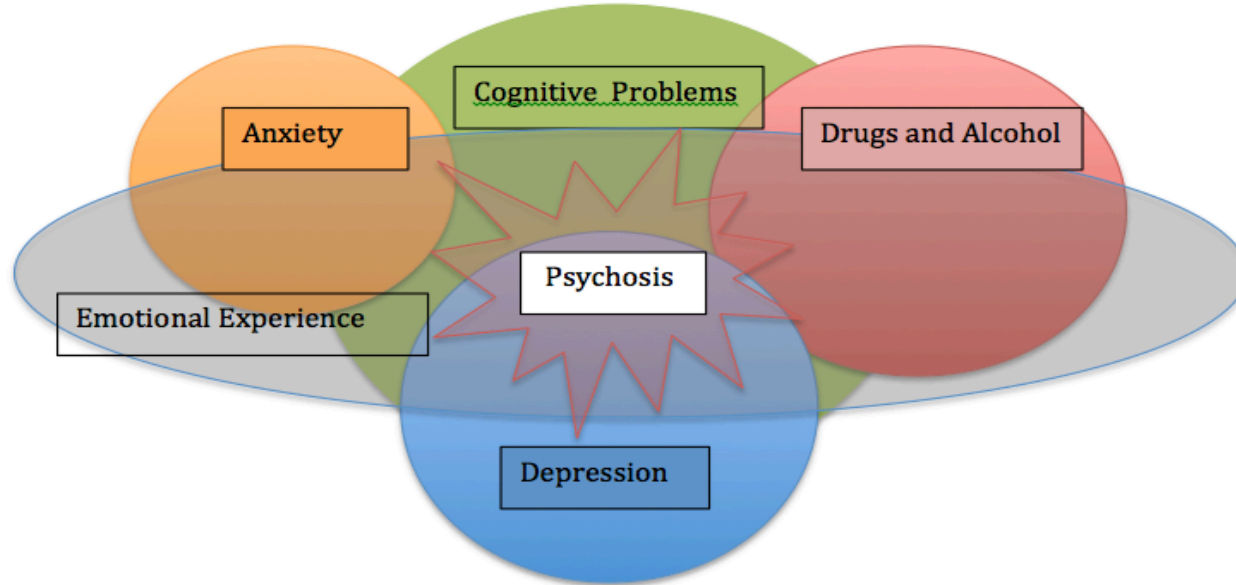 Cognitive Problems
Anxiety
Drugs and Alcohol
Psychosis
Emotional Experience
Depression